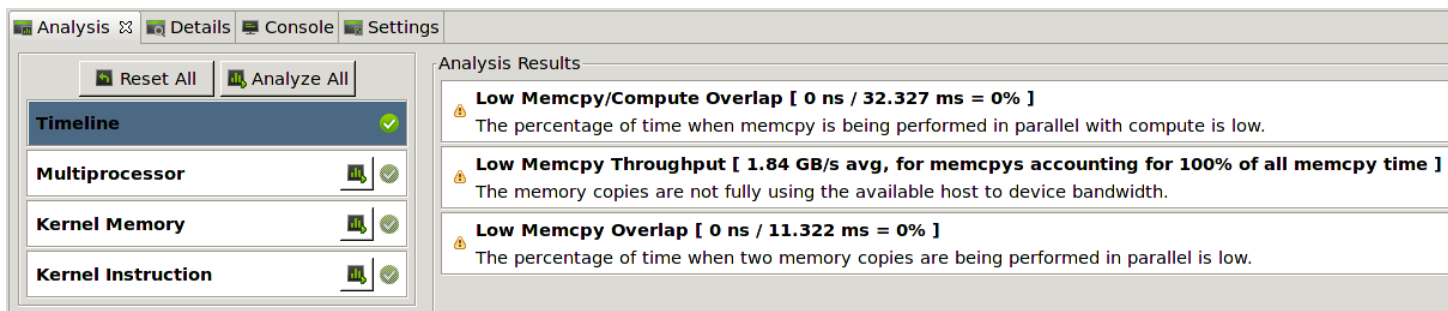 Analysis Details Console Settings
Reset All Analyze All
Timeline
Multiprocessor
Kernel Memory
Kernel Instruction
Analysis Results
Low Memcpy/Compute Overlap [ 0 ns / 32.327 ms = 0% ]
The percentage of time when memcpy is being performed in parallel with compute is low.
Low Memcpy Throughput [ 1.84 GB/s avg, for memcpys accounting for 100% of all memcpy time ]
The memory copies are not fully using the available host to device bandwidth.
Low Memcpy Overlap [ 0 ns / 11.322 ms = 0% ]
The percentage of time when two memory copies are being performed in parallel is low.